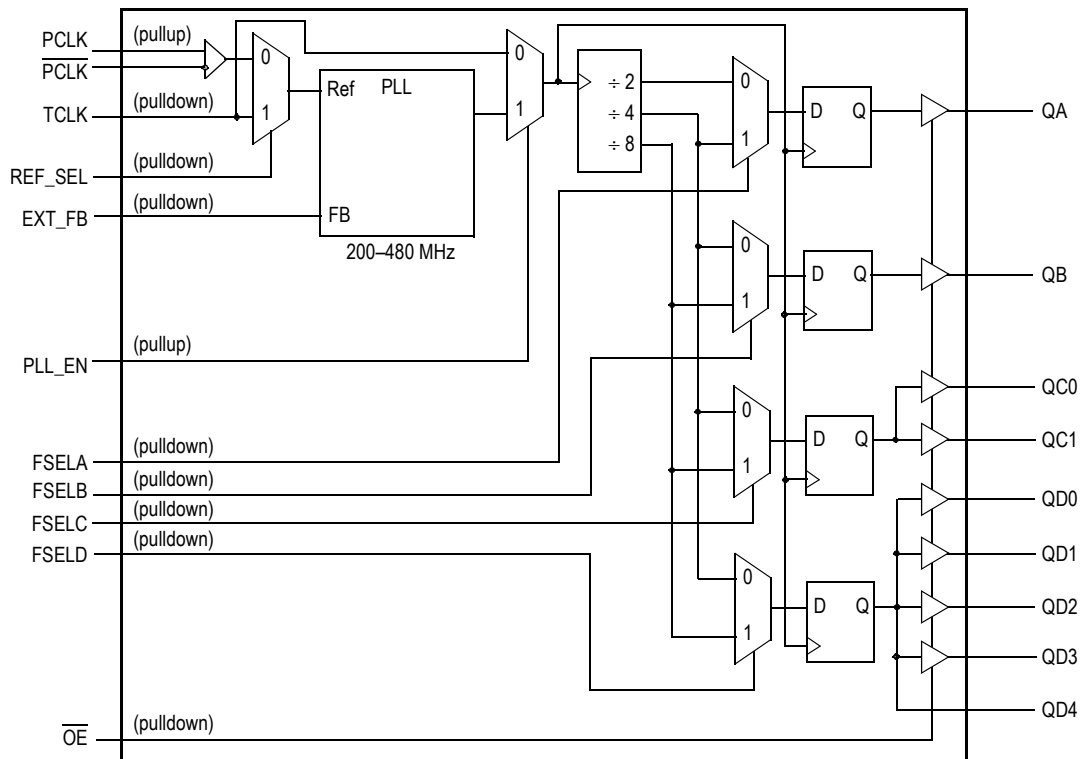 PCLK (pullup)
PCLK
TCLK (pulldown)
REF_SEL (pulldown)
EXT_FB (pulldown)
PLL_EN (pullup)
FSELA (pulldown)
FSELB (pulldown)
FSELC (pulldown)
FSELD (pulldown)
OE (pulldown)
0
1
Ref PLL
FB
200–480 MHz
0
1
÷ 2
÷ 4
÷ 8
0
1
D Q
QA
0
1
D Q
QB
0
1
D Q
QC0
QC1
0
1
D Q
QD0
QD1
QD2
QD3
QD4